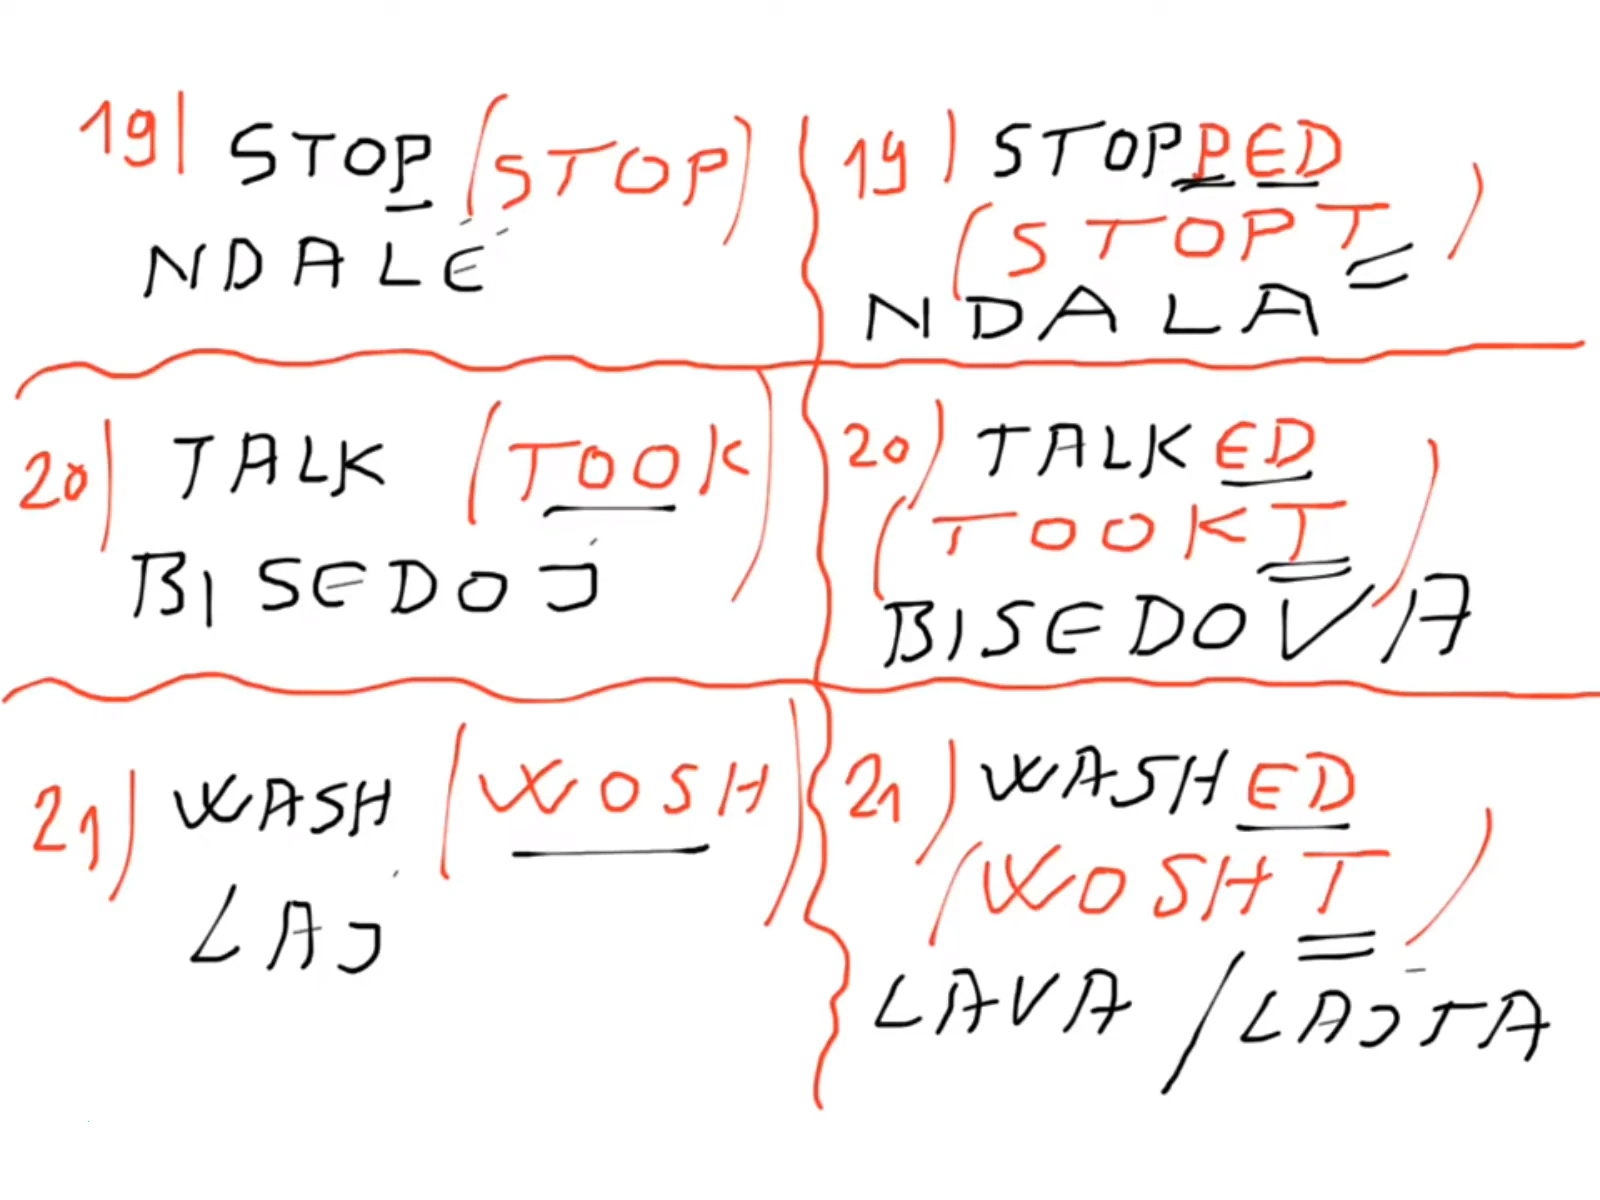 19| STOP (STOP)
NDALE
19) STOPPED
(STOPT)
NDALA
20) TALK (TOOK)
BISEDOJ
20) TALKED
(TOOKT)
BISEDOVA
21) WASH (WOSH)
LAJ
21) WASHED
(WOSHT)
LAVA / LAJTA